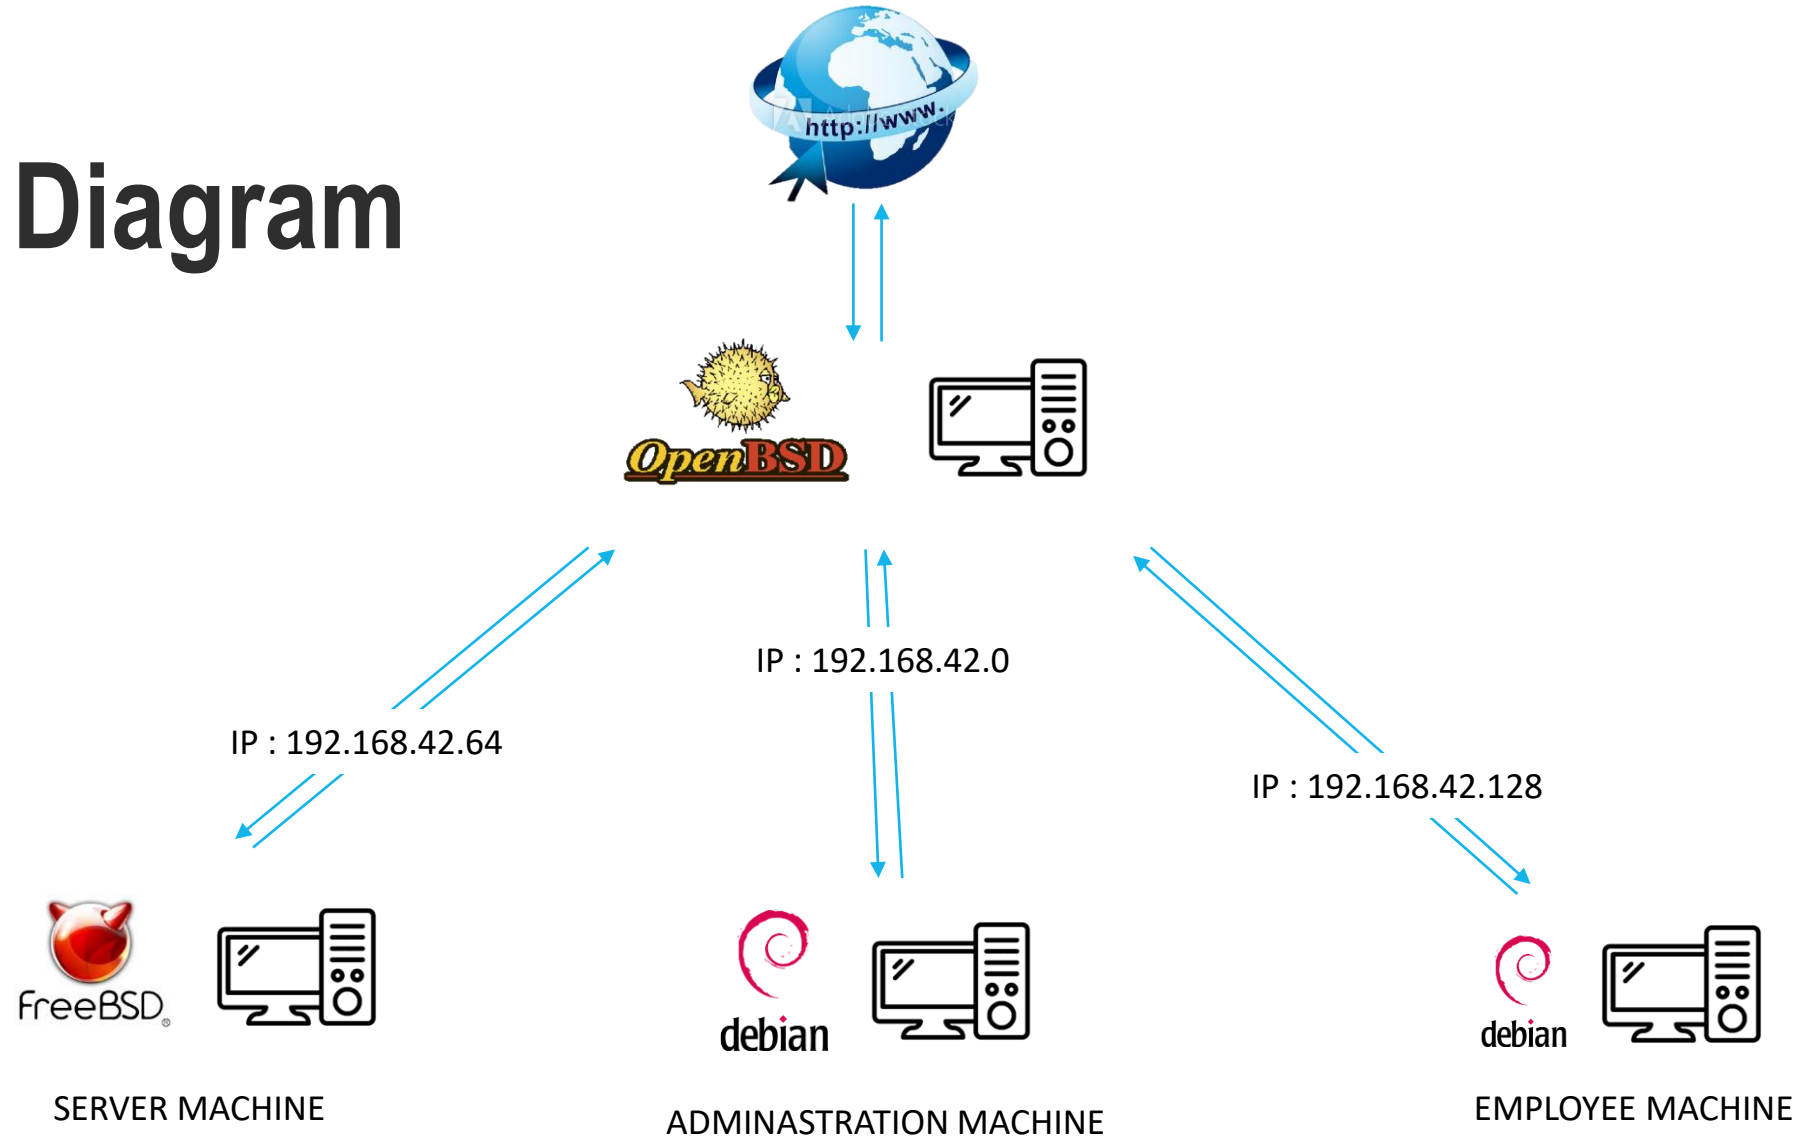 http://www.
Diagram
OpenBSD
IP : 192.168.42.0
IP : 192.168.42.64
IP : 192.168.42.128
FreeBSD®
debian
debian
SERVER MACHINE
ADMINASTRATION MACHINE
EMPLOYEE MACHINE